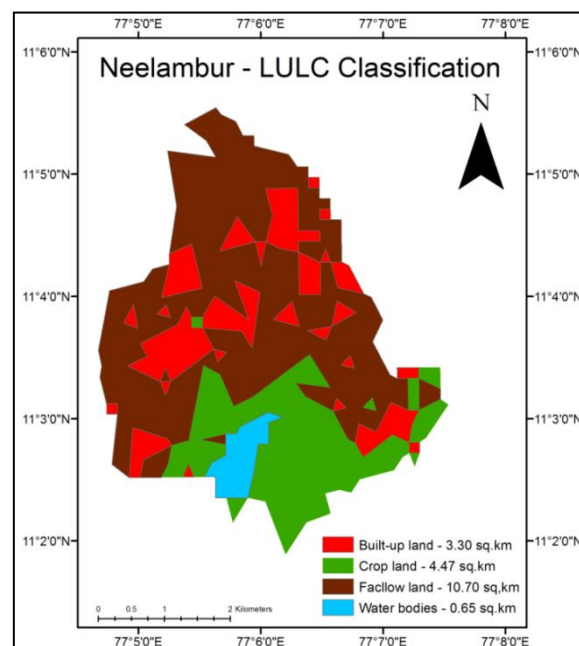 77°5'0"E 77°6'0"E 77°7'0"E 77°8'0"E
11°6'0"N 11°6'0"N
Neelambur - LULC Classification
N
11°5'0"N 11°5'0"N
11°4'0"N 11°4'0"N
11°3'0"N 11°3'0"N
11°2'0"N 11°2'0"N
Built-up land - 3.30 sq.km
Crop land - 4.47 sq.km
Facllow land - 10.70 sq,km
Water bodies - 0.65 sq.km
0 0.5 1 2 Kilometers
77°5'0"E 77°6'0"E 77°7'0"E 77°8'0"E